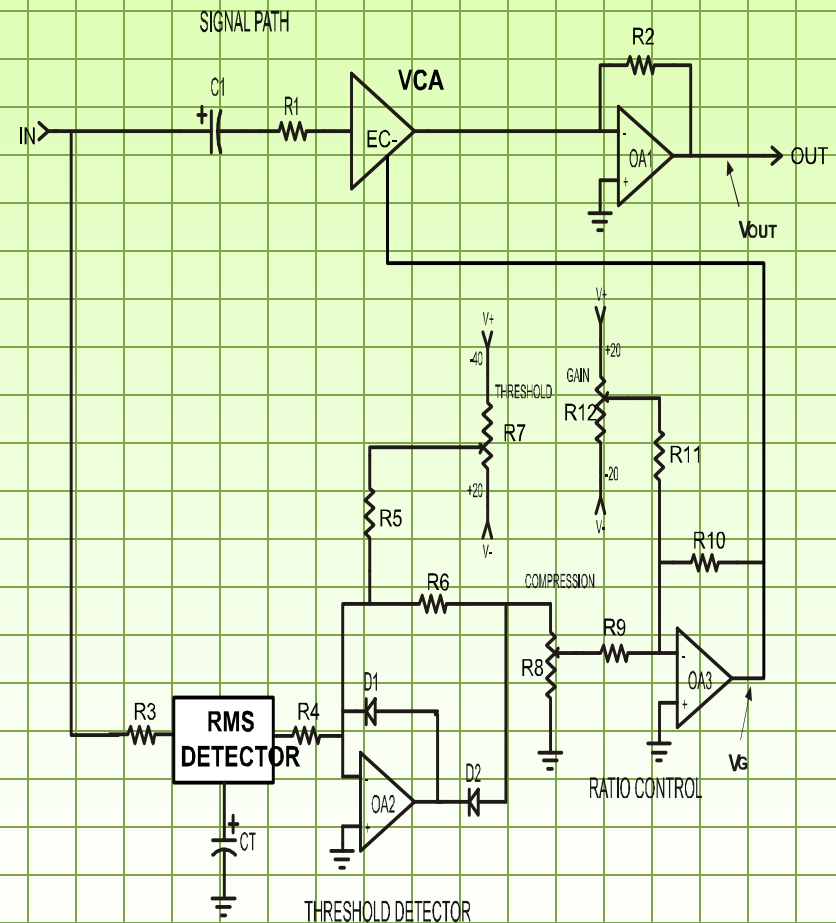 SIGNAL PATH
R2
VCA
C1
+
R1
IN
EC-
-
OA1
+
OUT
VOUT
V+
V+
+20
-40
GAIN
THRESHOLD
R12
R7
R11
-20
+20
V-
R5
V-
R10
R6
COMPRESSION
R9
-
R8
OA3
D1
+
R3
RMS
DETECTOR
R4
VG
-
D2
RATIO CONTROL
OA2
+
+
CT
THRESHOLD DETECTOR